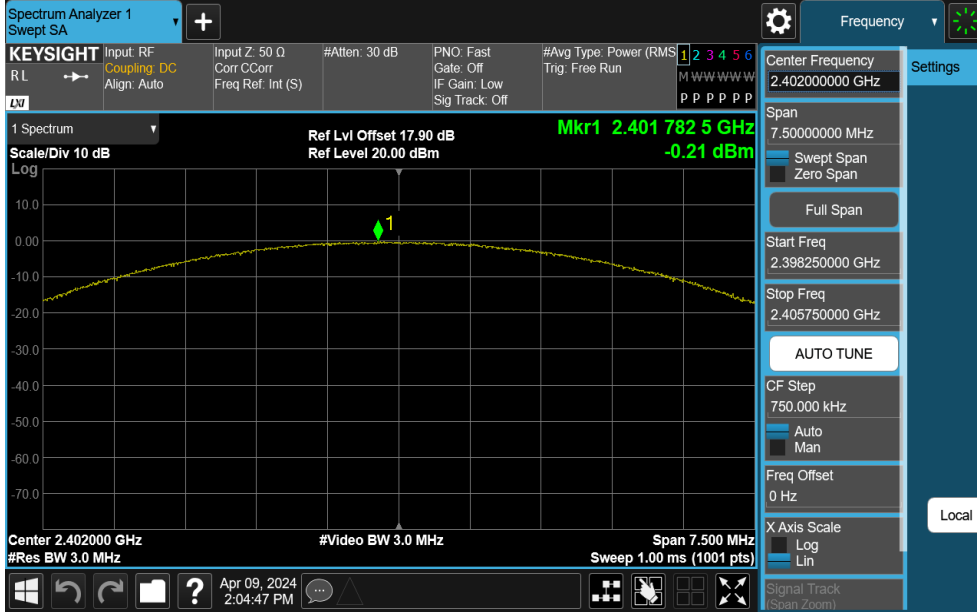 Spectrum Analyzer 1
Swept SA
+
Frequency
KEYSIGHT
R L
LXI
Input: RF
Coupling: DC
Align: Auto
Input Z: 50 Ω
Corr CCorr
Freq Ref: Int (S)
#Atten: 30 dB
PNO: Fast
Gate: Off
IF Gain: Low
Sig Track: Off
#Avg Type: Power (RMS
Trig: Free Run
1 2 3 4 5 6
M W W W W W
P P P P P P
1 Spectrum
Scale/Div 10 dB
Log
Ref Lvl Offset 17.90 dB
Ref Level 20.00 dBm
Mkr1 2.401 782 5 GHz
-0.21 dBm
1
10.0
0.00
-10.0
-20.0
-30.0
-40.0
-50.0
-60.0
-70.0
Center 2.402000 GHz
#Res BW 3.0 MHz
#Video BW 3.0 MHz
Span 7.500 MHz
Sweep 1.00 ms (1001 pts)
?
Apr 09, 2024
2:04:47 PM
Center Frequency
2.402000000 GHz
Span
7.50000000 MHz
Swept Span
Zero Span
Full Span
Start Freq
2.398250000 GHz
Stop Freq
2.405750000 GHz
AUTO TUNE
CF Step
750.000 kHz
Auto
Man
Freq Offset
0 Hz
X Axis Scale
Log
Lin
Signal Track
(Span Zoom)
Settings
Local